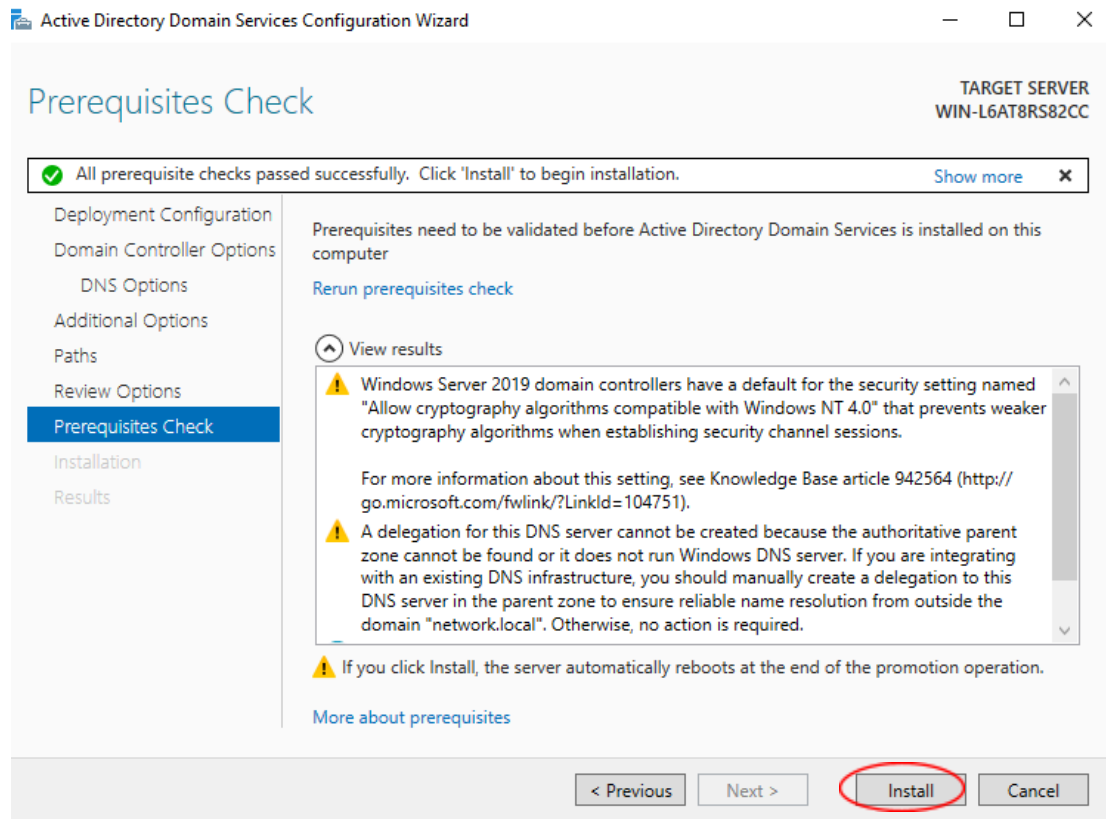 Active Directory Domain Services Configuration Wizard
Prerequisites Check
TARGET SERVER
WIN-L6AT8RS82CC
All prerequisite checks passed successfully. Click 'Install' to begin installation.
Show more
Deployment Configuration
Domain Controller Options
DNS Options
Additional Options
Paths
Review Options
Prerequisites Check
Installation
Results
Prerequisites need to be validated before Active Directory Domain Services is installed on this
computer
Rerun prerequisites check
View results
Windows Server 2019 domain controllers have a default for the security setting named
"Allow cryptography algorithms compatible with Windows NT 4.0" that prevents weaker
cryptography algorithms when establishing security channel sessions.
For more information about this setting, see Knowledge Base article 942564 (http://
go.microsoft.com/fwlink/?LinkId=104751).
A delegation for this DNS server cannot be created because the authoritative parent
zone cannot be found or it does not run Windows DNS server. If you are integrating
with an existing DNS infrastructure, you should manually create a delegation to this
DNS server in the parent zone to ensure reliable name resolution from outside the
domain "network.local". Otherwise, no action is required.
If you click Install, the server automatically reboots at the end of the promotion operation.
More about prerequisites
< Previous
Next >
Install
Cancel